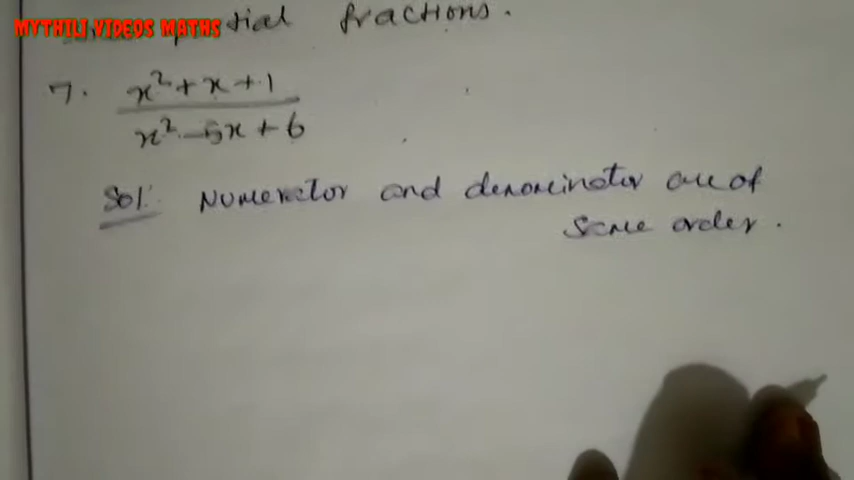 MYTHILI VIDEOS MATHS
fractions.
7. x²+x+1
x²-5x+6
Sol: Numerator and denominator are of
same order.